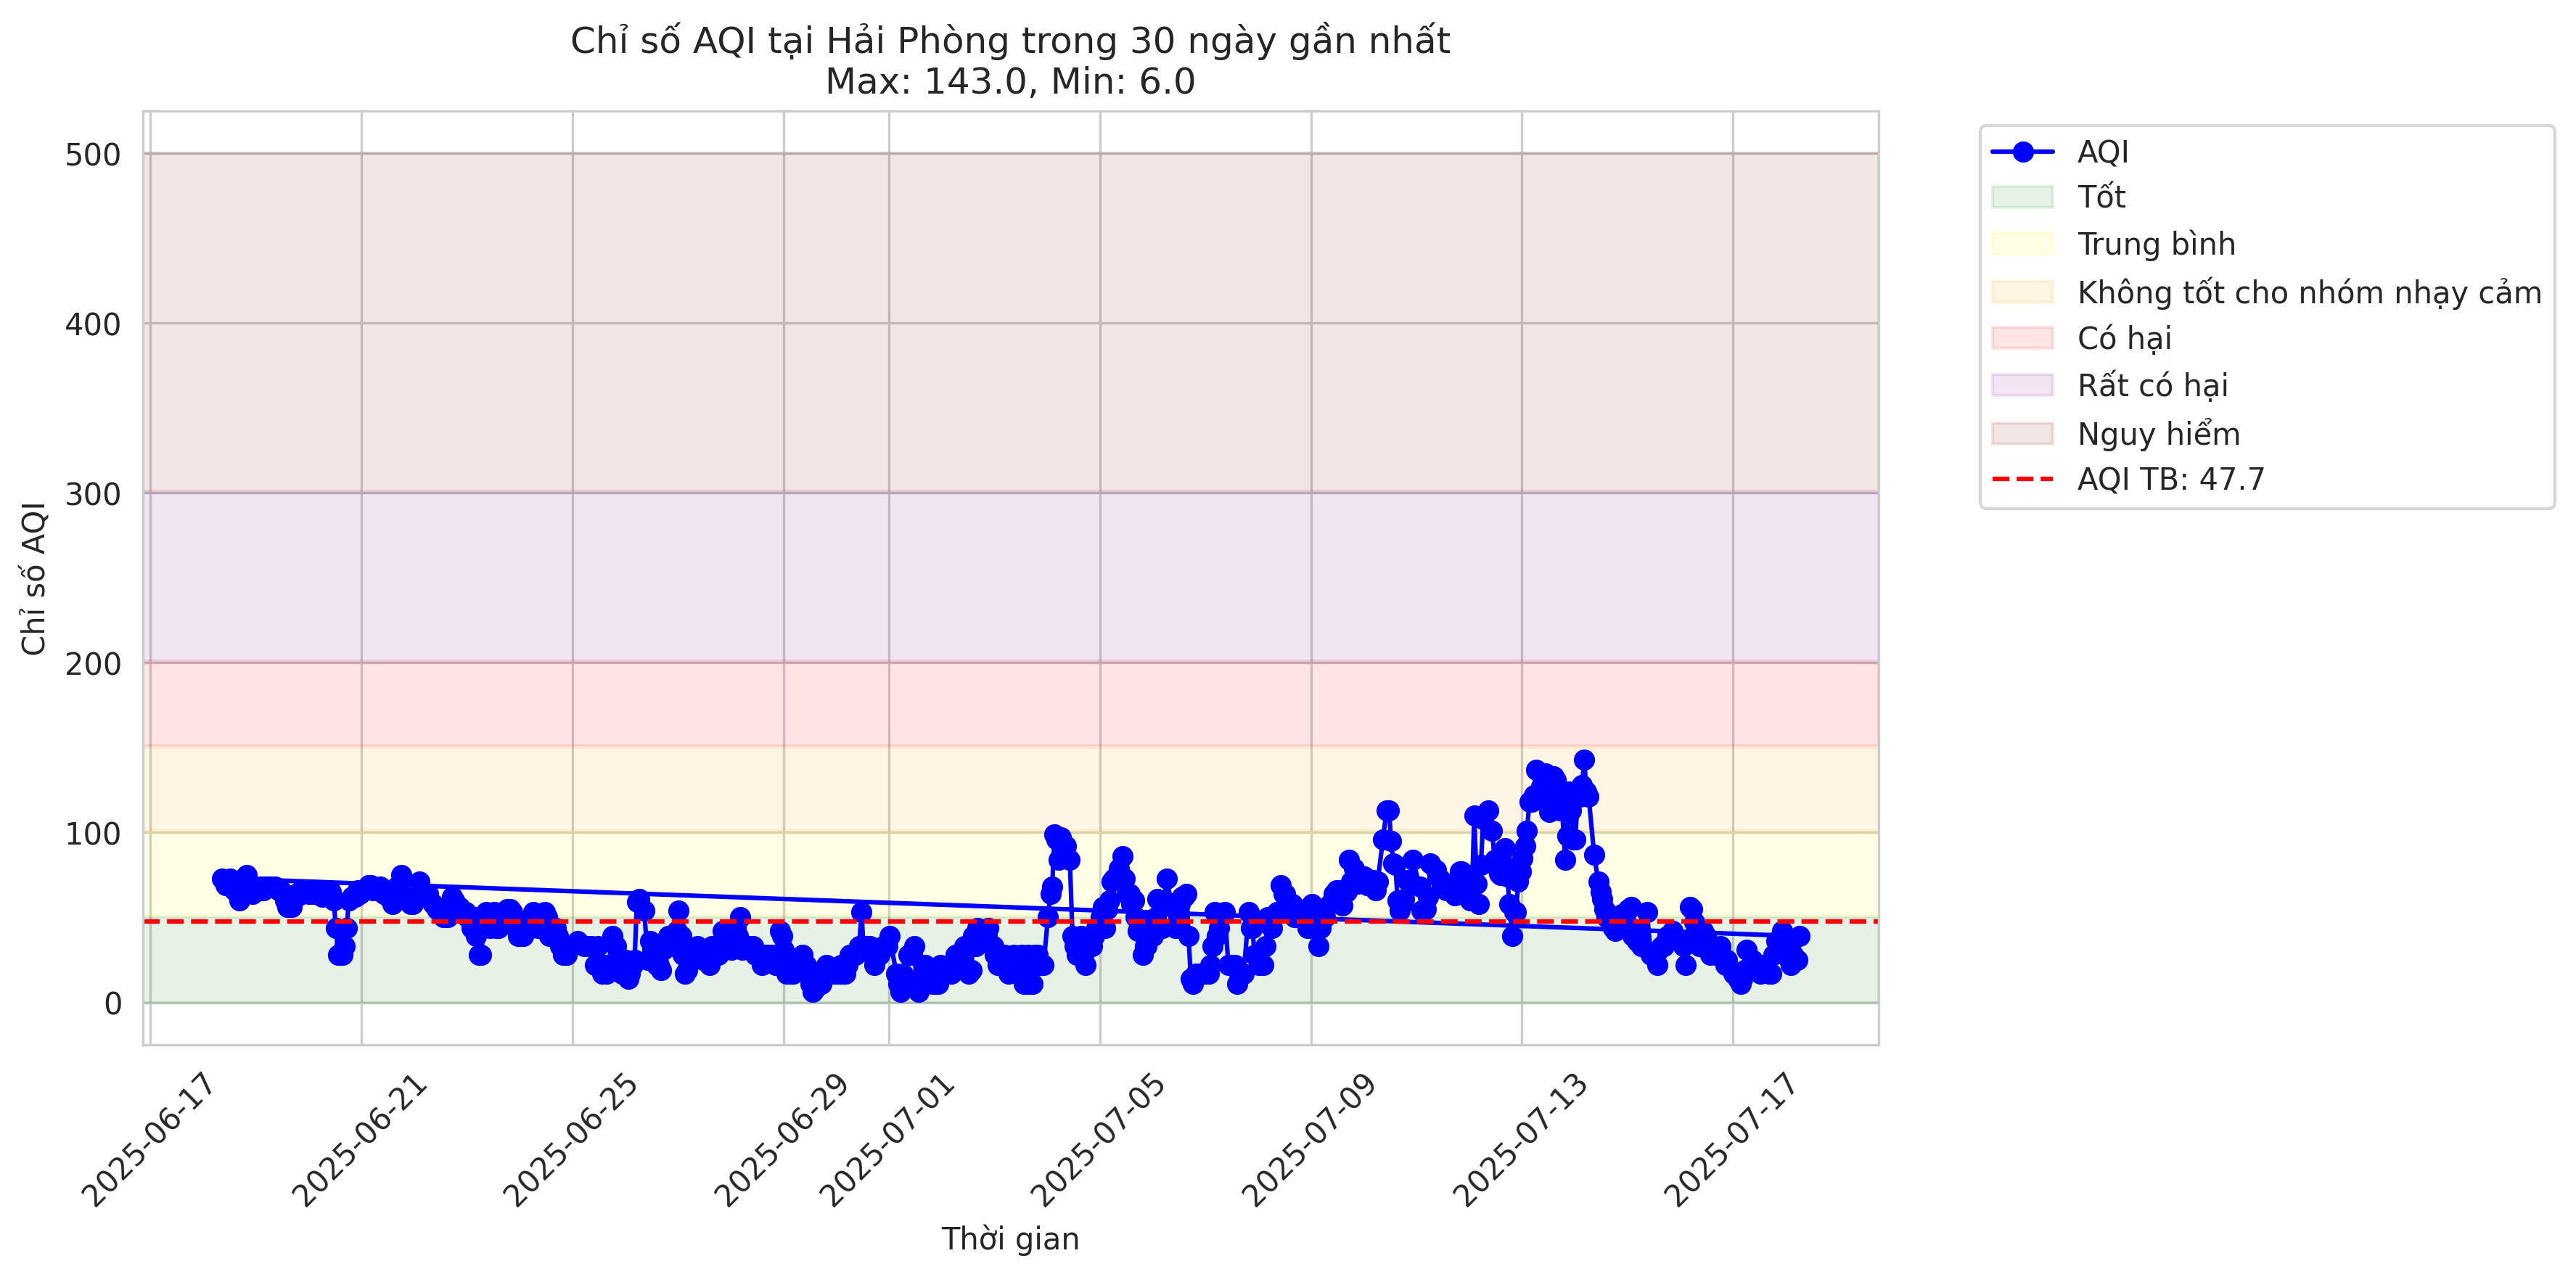 Chỉ số AQI tại Hải Phòng trong 30 ngày gần nhất
Max: 143.0, Min: 6.0
Chỉ số AQI
500
400
300
200
100
0
2025-06-17
2025-06-21
2025-06-25
2025-06-29
2025-07-01
2025-07-05
2025-07-09
2025-07-13
2025-07-17
Thời gian
AQI
Tốt
Trung bình
Không tốt cho nhóm nhạy cảm
Có hại
Rất có hại
Nguy hiểm
AQI TB: 47.7